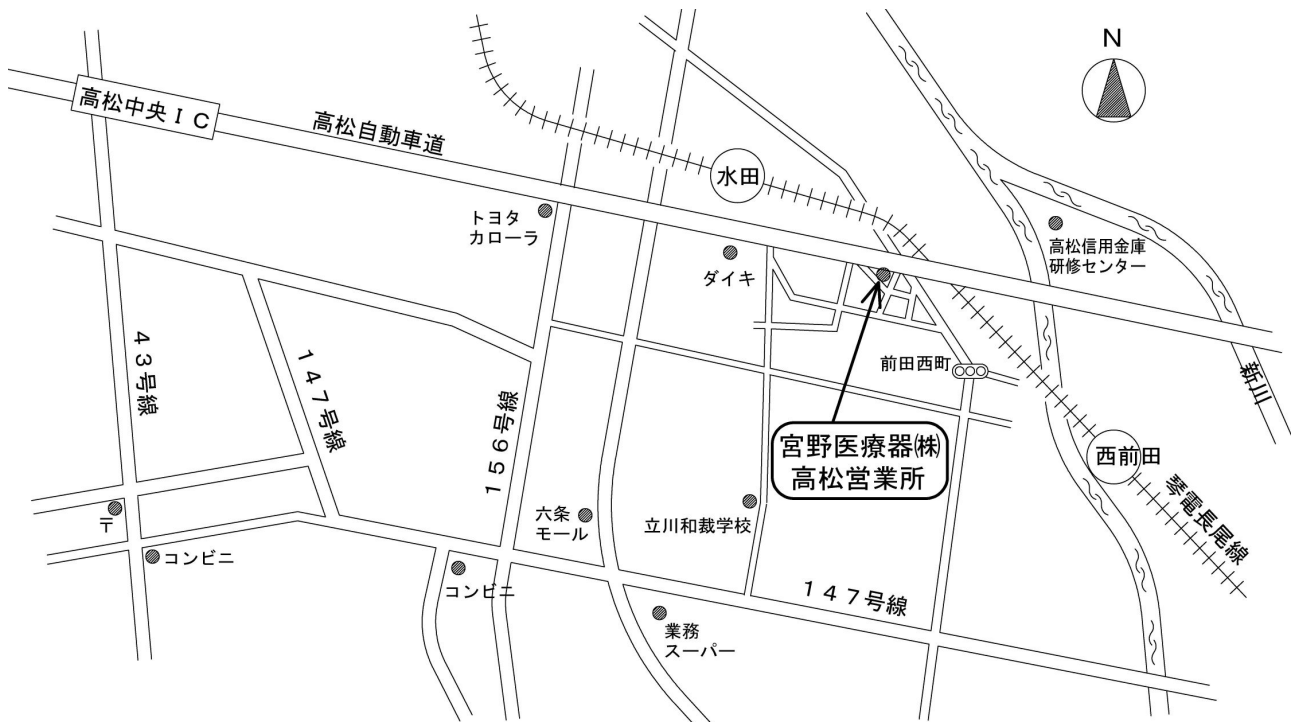 N
高松中央ＩＣ
高松自動車道
水田
トヨタ
カローラ
ダイキ
高松信用金庫
研修センター
４３号線
１４７号線
１５６号線
前田西町
新川
宮野医療器㈱
高松営業所
西前田
琴電長尾線
〒
コンビニ
六条
モール
立川和裁学校
コンビニ
１４７号線
業務
スーパー